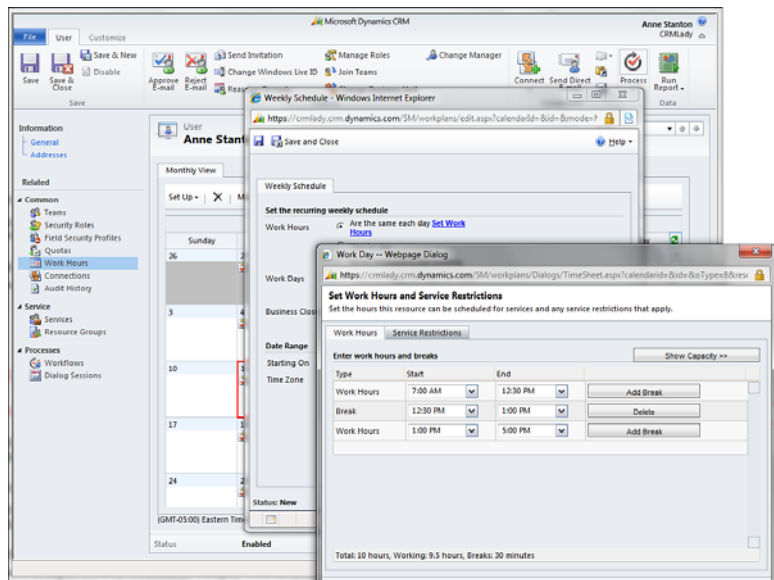 Microsoft Dynamics CRM
Anne Stanton
CRMLady
File
User
Customize
Save
Save & Close
Save & New
Disable
Approve E-mail
Reject E-mail
Send Invitation
Change Windows Live ID
Manage Roles
Join Teams
Change Manager
Connect
Send Direct
Process
Run Report
Save
Data
Information
General
Addresses
Related
Common
Teams
Security Roles
Field Security Profiles
Quotas
Work Hours
Connections
Audit History
Service
Services
Resource Groups
Processes
Workflows
Dialog Sessions
User
Anne Stant
Monthly View
Set Up
Sunday
26
3
10
17
24
(GMT-05:00) Eastern Tim
Status
Enabled
Weekly Schedule - Windows Internet Explorer
https://crmlady.crm.dynamics.com/SM/workplans/edit.aspx?calendarId=&id=&mode=
Save and Close
Help
Weekly Schedule
Set the recurring weekly schedule
Work Hours
Are the same each day Set Work
Hours
Work Days
Business Clos
Date Range
Starting On
Time Zone
Status: New
Work Day -- Webpage Dialog
https://crmlady.crm.dynamics.com/SM/workplans/Dialogs/TimeSheet.aspx?calendarid=&id=&oType=8&resc
Set Work Hours and Service Restrictions
Set the hours this resource can be scheduled for services and any service restrictions that apply.
Work Hours
Service Restrictions
Enter work hours and breaks
Show Capacity >>
Type Start End
Work Hours 7:00 AM 12:30 PM Add Break
Break 12:30 PM 1:00 PM Delete
Work Hours 1:00 PM 5:00 PM Add Break
Total: 10 hours, Working: 9.5 hours, Breaks: 30 minutes